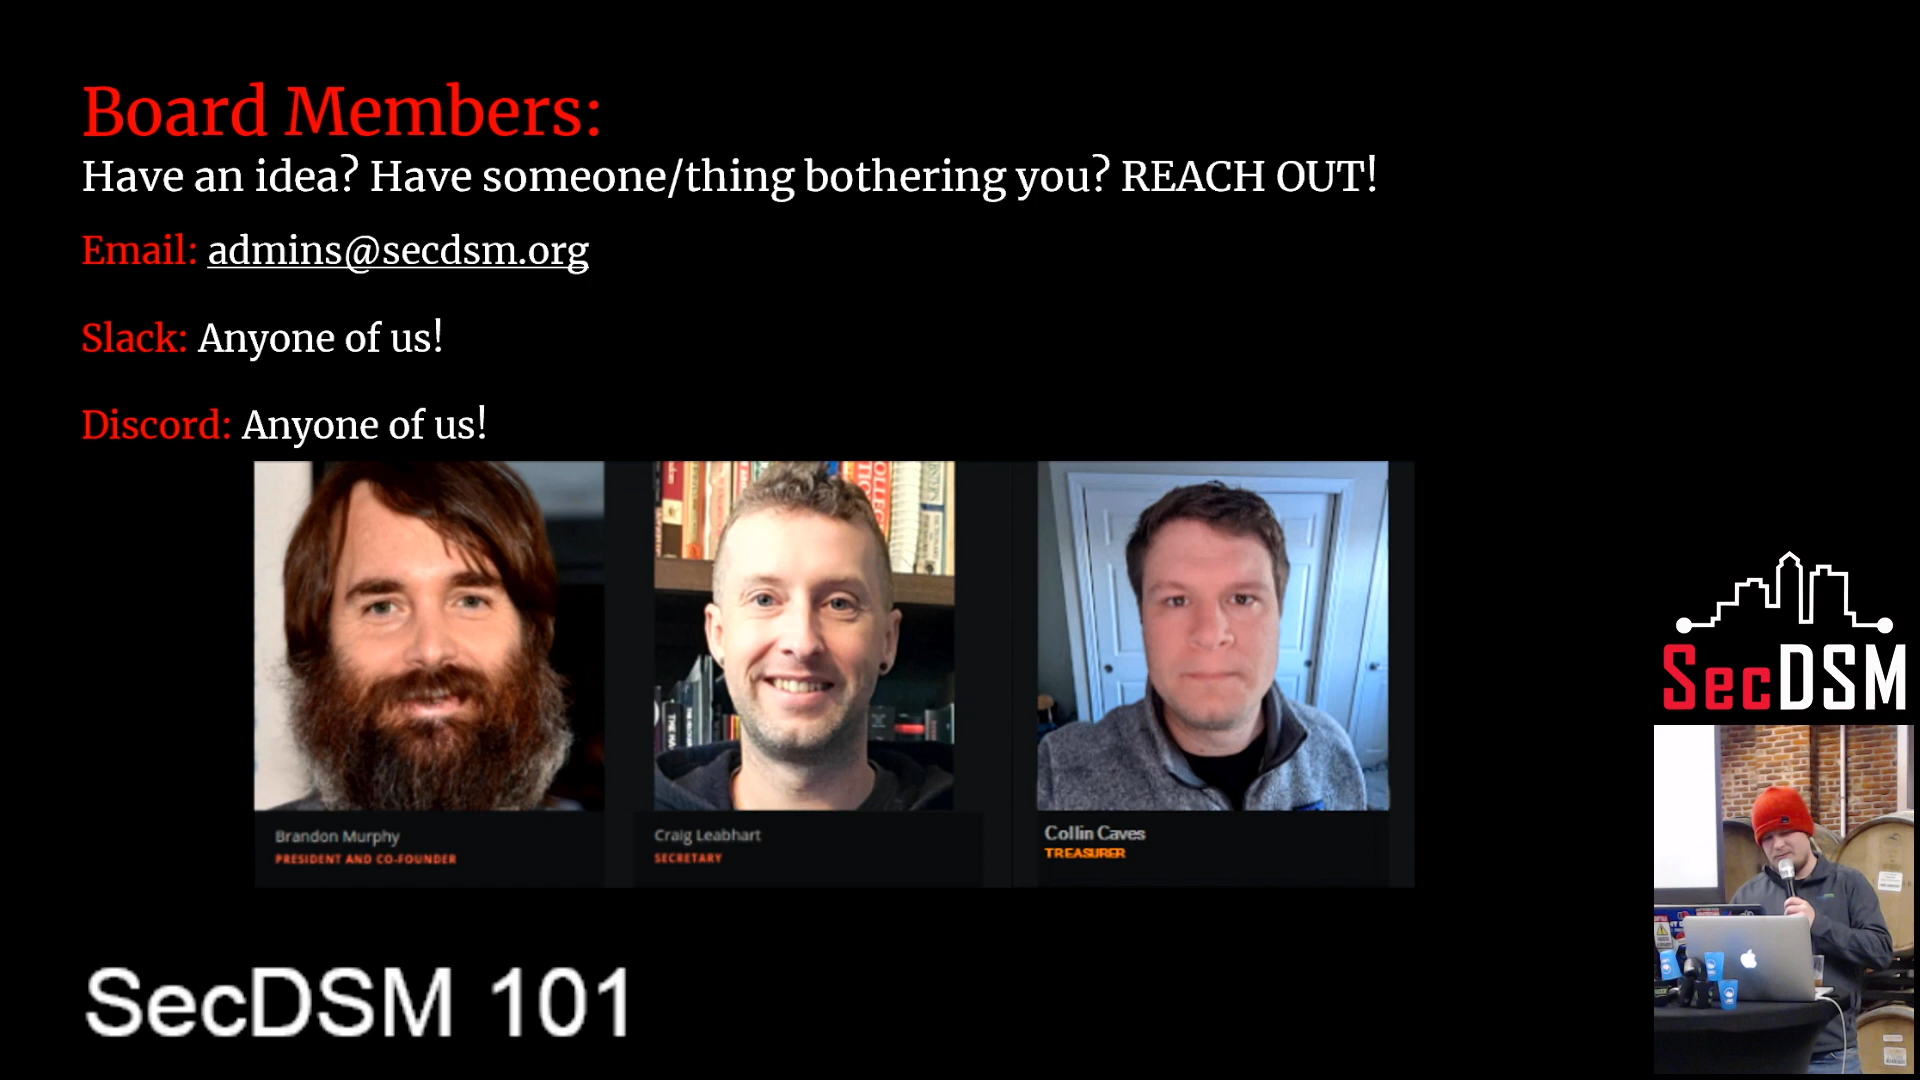 Board Members:
Have an idea? Have someone/thing bothering you? REACH OUT!
Email: admins@secdsm.org
Slack: Anyone of us!
Discord: Anyone of us!
Brandon Murphy
PRESIDENT AND CO-FOUNDER
Craig Leabhart
SECRETARY
Collin Caves
TREASURER
SecDSM
SecDSM 101